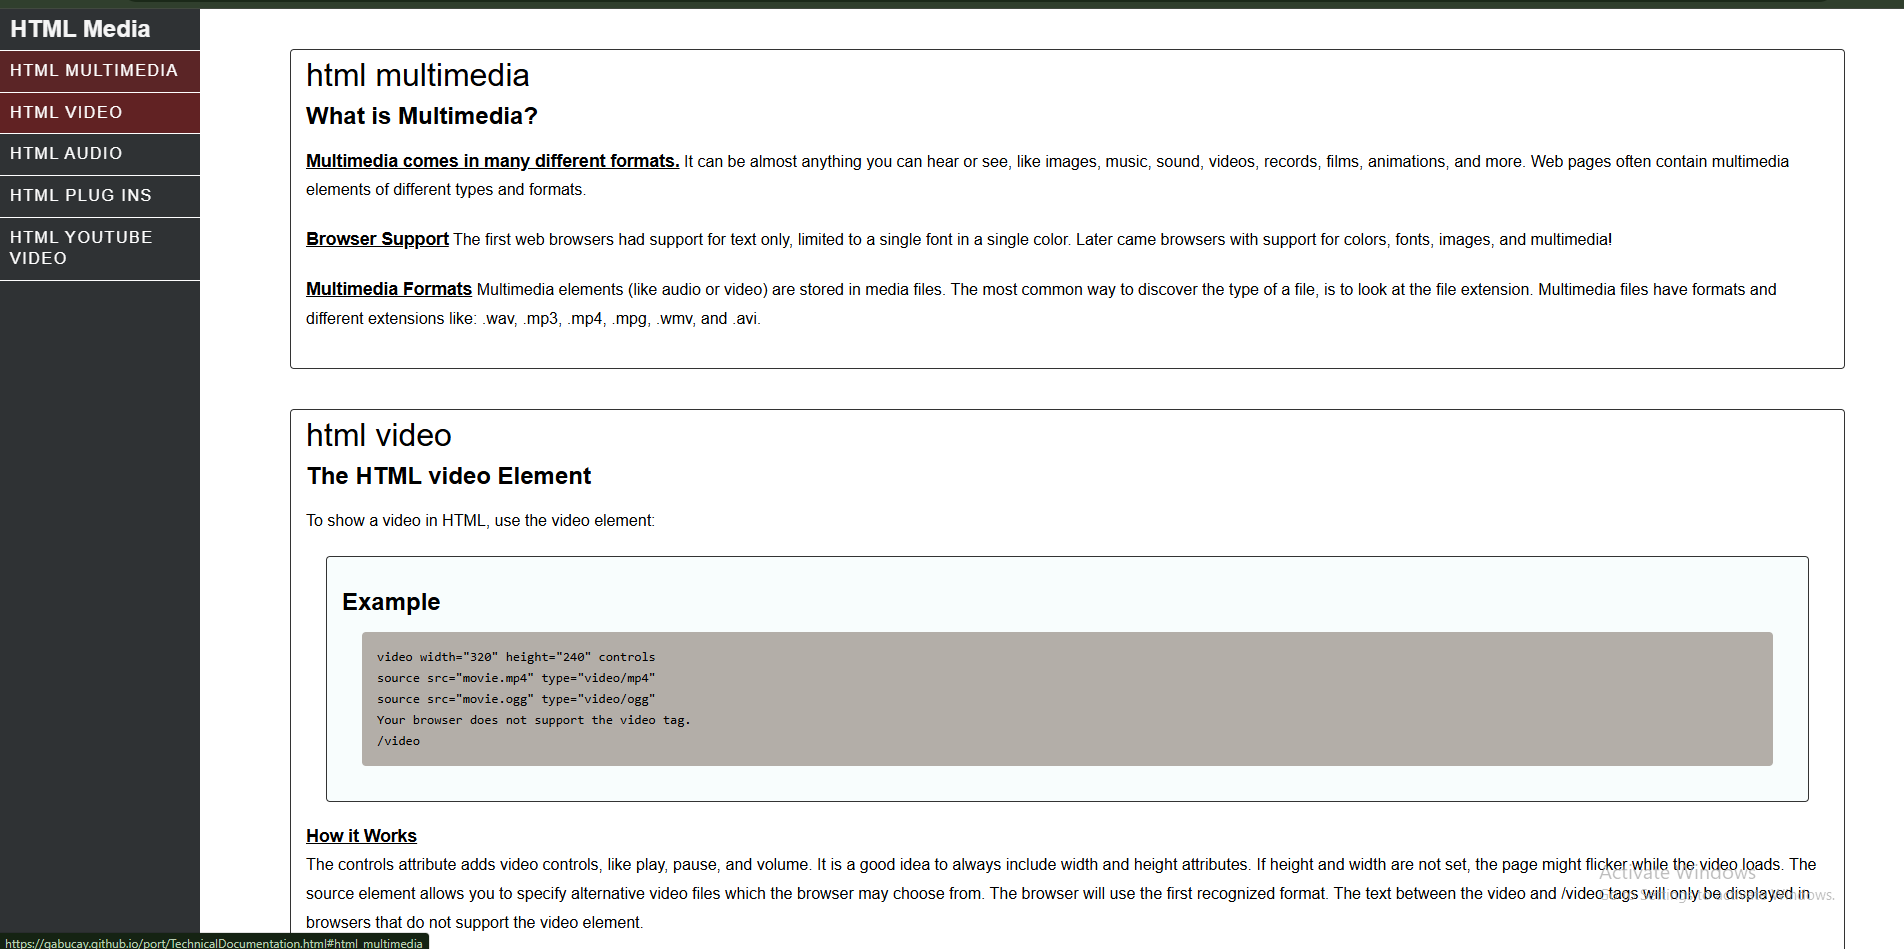 HTML Media
HTML MULTIMEDIA
HTML VIDEO
HTML AUDIO
HTML PLUG INS
HTML YOUTUBE
VIDEO
html multimedia
What is Multimedia?
Multimedia comes in many different formats. It can be almost anything you can hear or see, like images, music, sound, videos, records, films, animations, and more. Web pages often contain multimedia
elements of different types and formats.
Browser Support The first web browsers had support for text only, limited to a single font in a single color. Later came browsers with support for colors, fonts, images, and multimedia!
Multimedia Formats Multimedia elements (like audio or video) are stored in media files. The most common way to discover the type of a file, is to look at the file extension. Multimedia files have formats and
different extensions like: .wav, .mp3, .mp4, .mpg, .wmv, and .avi.
html video
The HTML video Element
To show a video in HTML, use the video element:
Example
video width="320" height="240" controls
source src="movie.mp4" type="video/mp4"
source src="movie.ogg" type="video/ogg"
Your browser does not support the video tag.
/video
How it Works
The controls attribute adds video controls, like play, pause, and volume. It is a good idea to always include width and height attributes. If height and width are not set, the page might flicker while the video loads. The
source element allows you to specify alternative video files which the browser may choose from. The browser will use the first recognized format. The text between the video and /video tags will only be displayed in
browsers that do not support the video element.
Activate Windows
Go to Settings to activate Windows.
https://gabucay.github.io/port/TechnicalDocumentation.html#html_multimedia